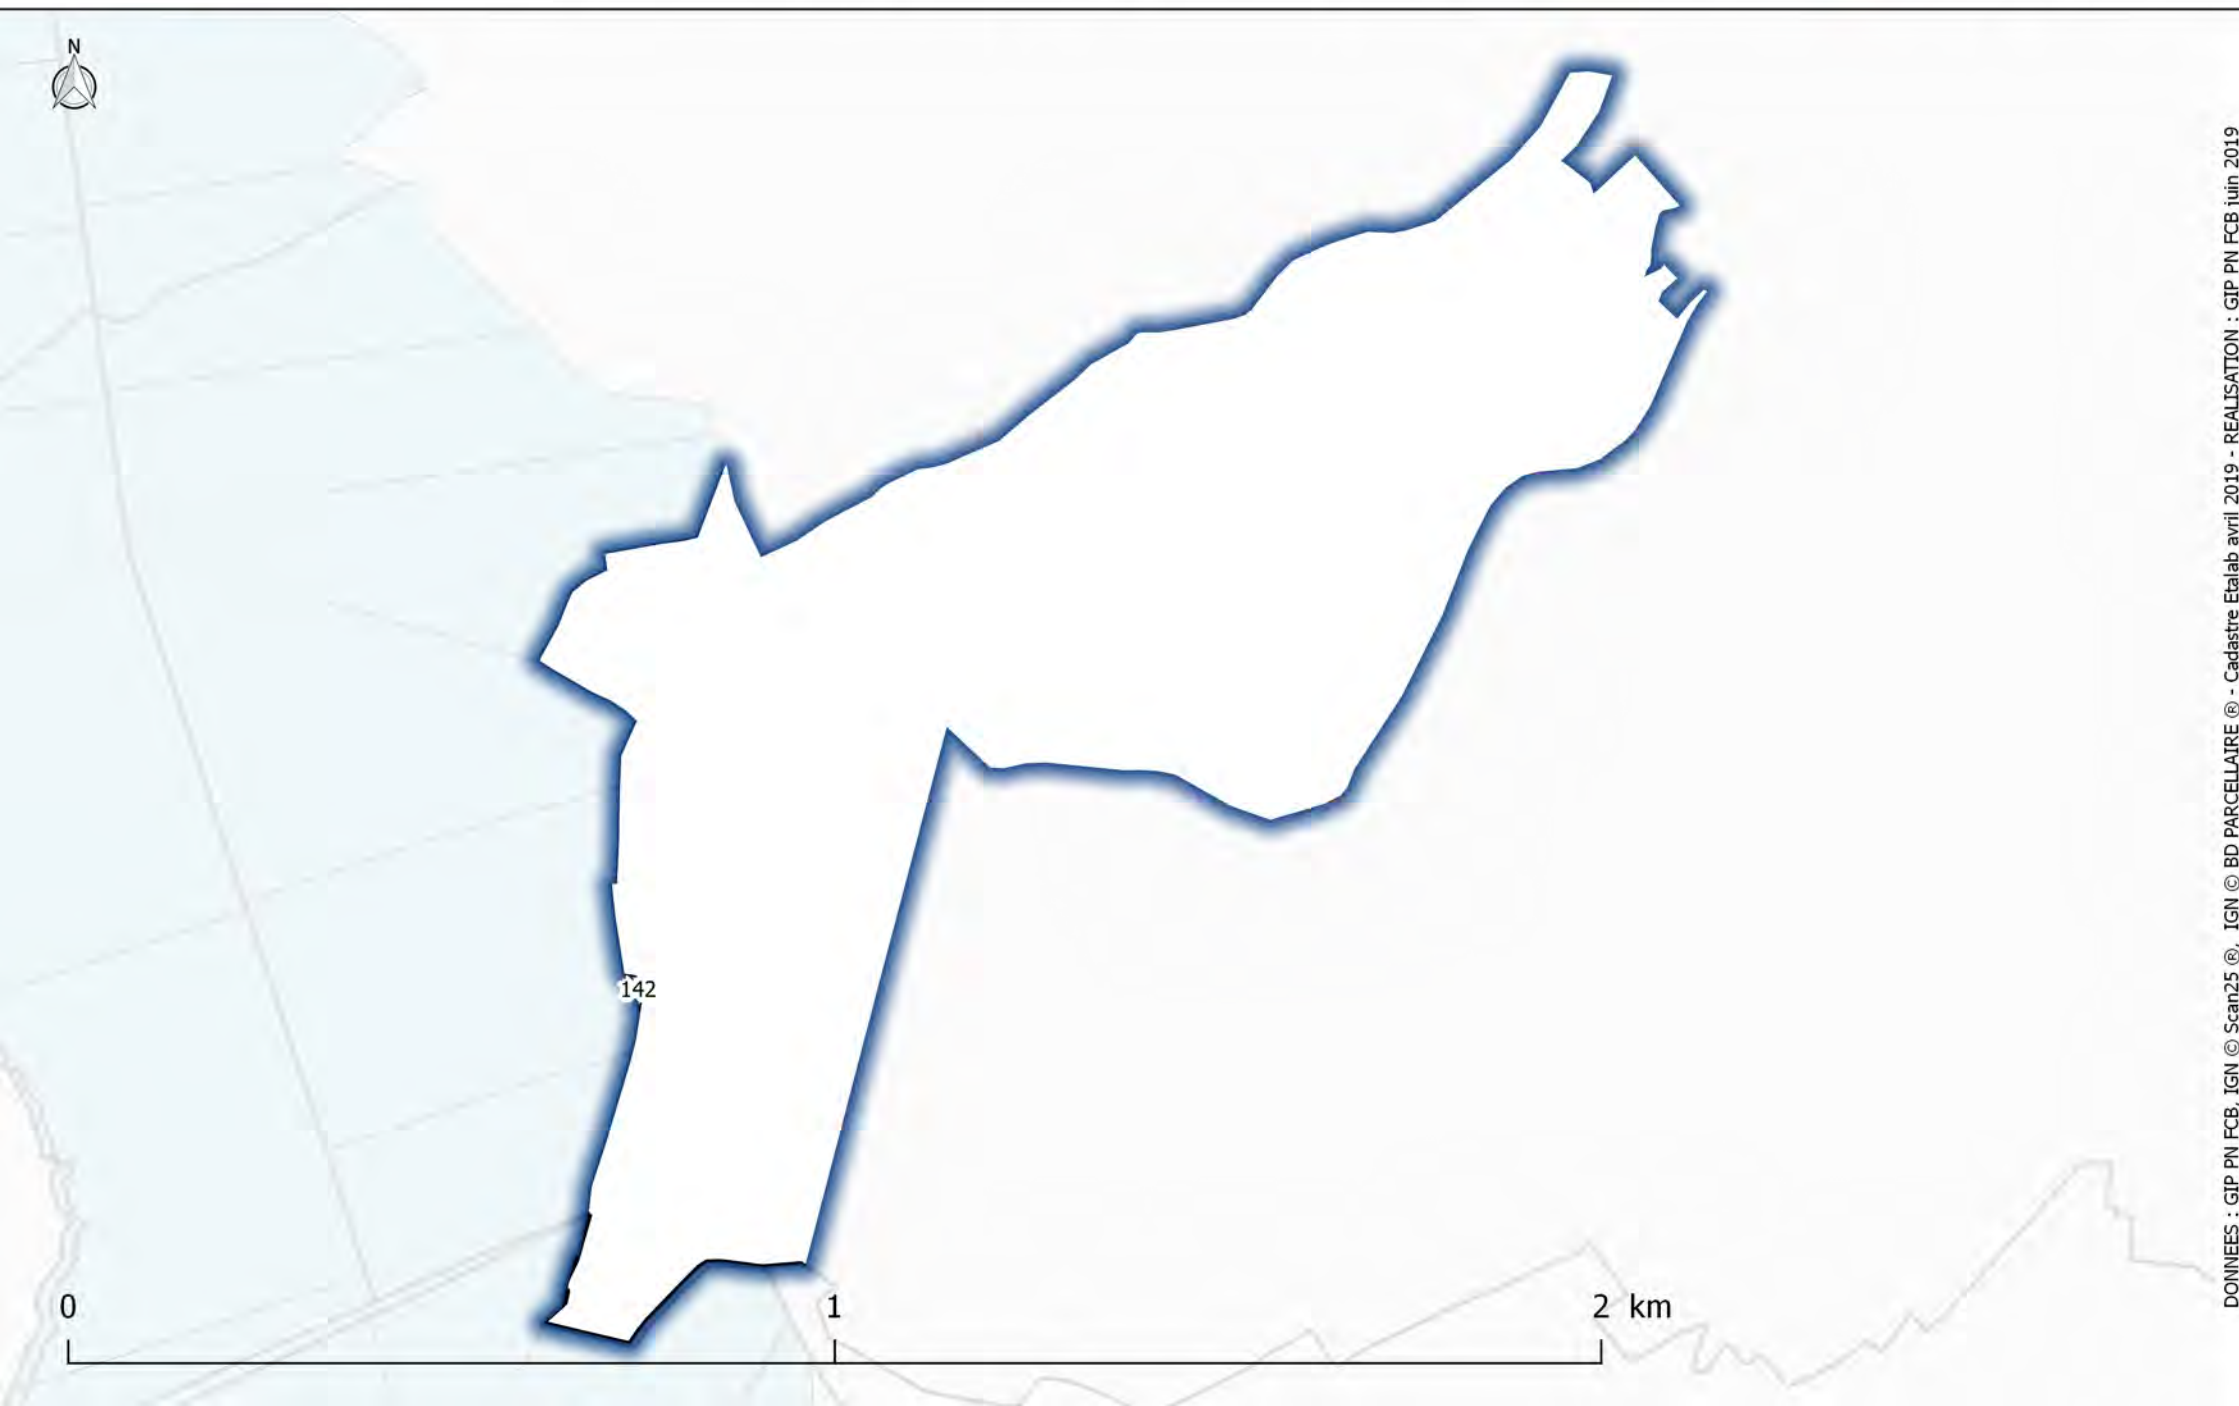 N
142
0 1 2 km
DONNEES : GIP PN FCB, IGN © Scan25 ®, IGN © BD PARCELLAIRE ® - Cadastre Etalab avril 2019 - REALISATION : GIP PN FCB juin 2019